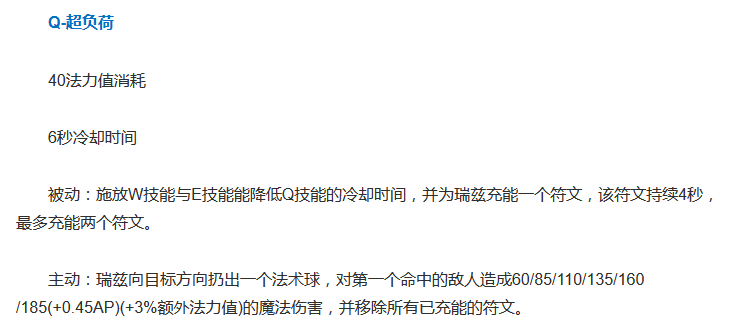 Q-超负荷
40法力值消耗
6秒冷却时间
被动：施放W技能与E技能能降低Q技能的冷却时间，并为瑞兹充能一个符文，该符文持续4秒，
最多充能两个符文。
主动：瑞兹向目标方向扔出一个法术球，对第一个命中的敌人造成60/85/110/135/160
/185(+0.45AP)(+3%额外法力值)的魔法伤害，并移除所有已充能的符文。